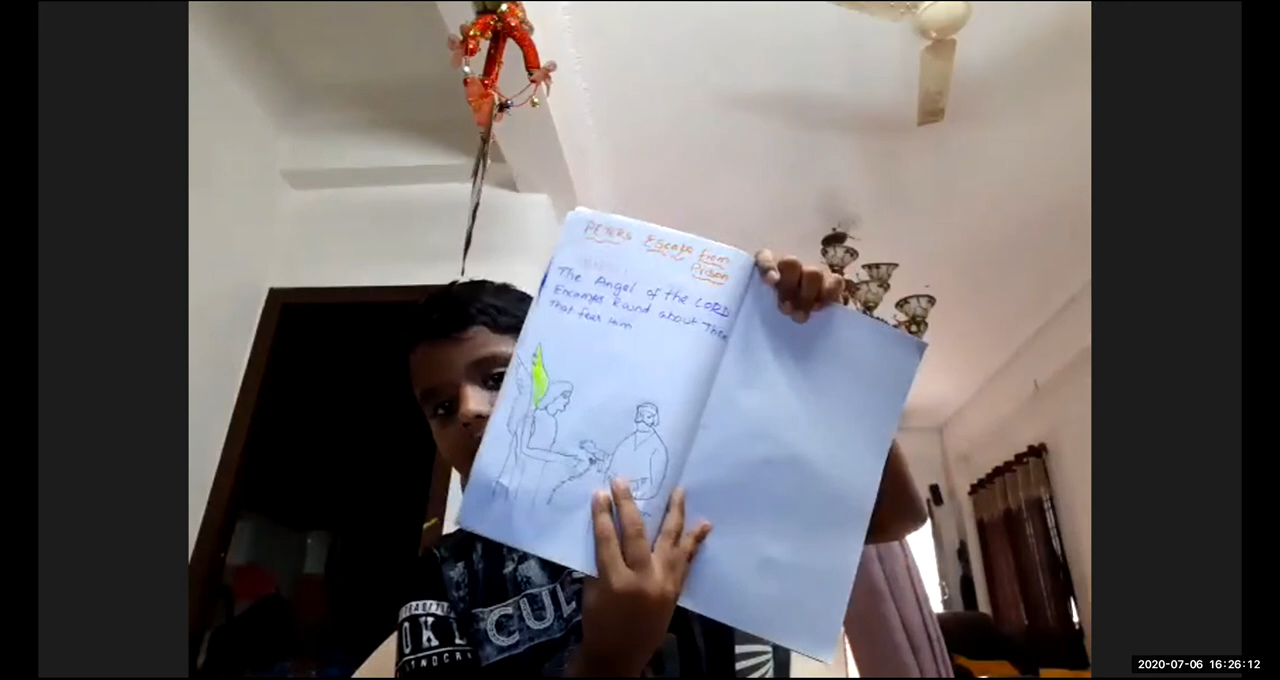 PETERS Escape from
Prison
The Angel of the LORD
Encamps Round about Them
That fear Him
CUL
2020-07-06 16:26:12